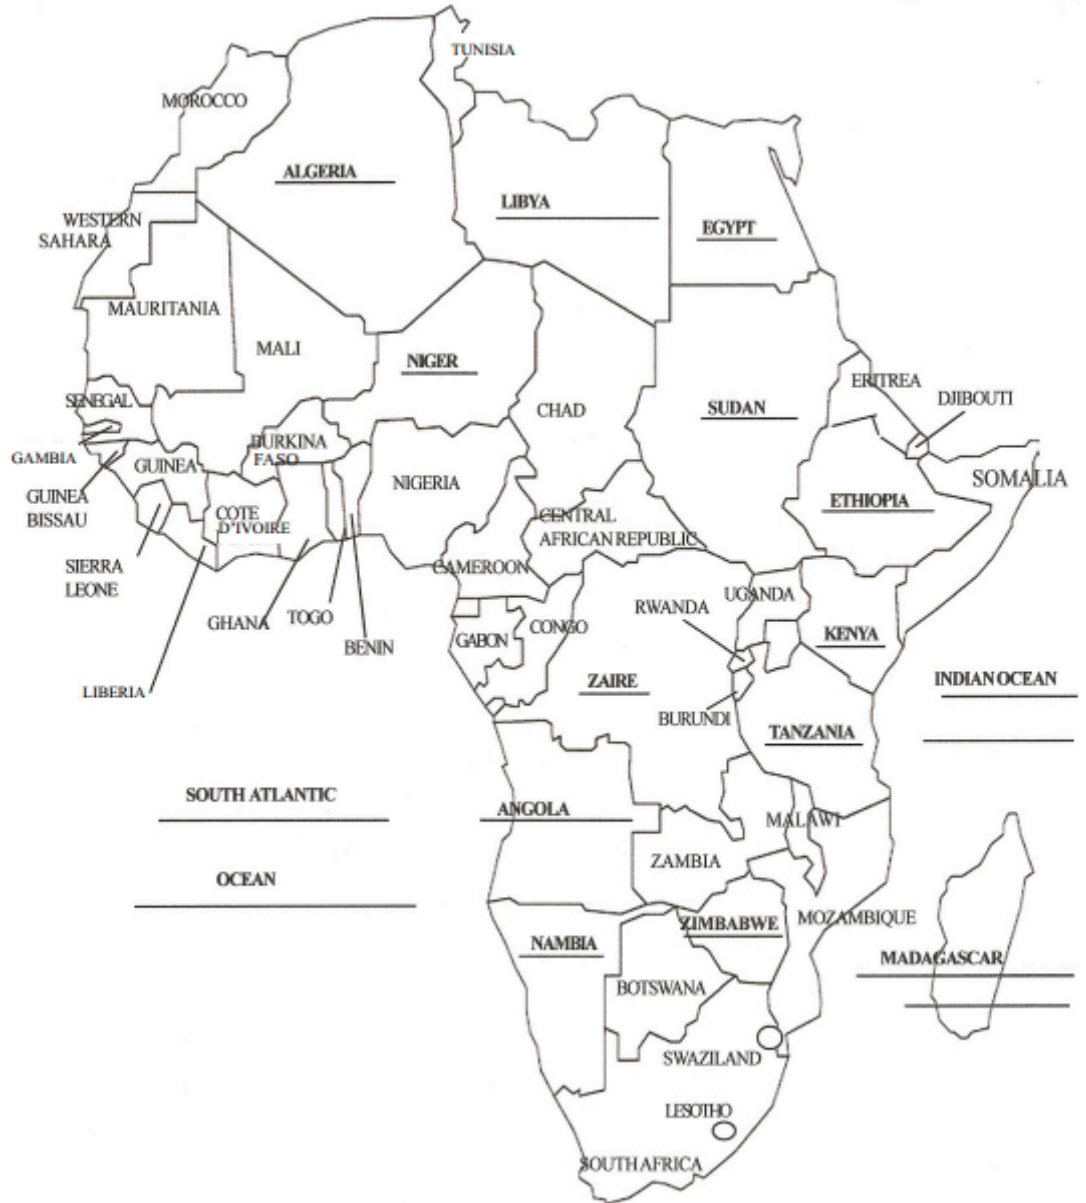 TUNISIA
MOROCCO
ALGERIA
LIBYA
EGYPT
WESTERN
SAHARA
MAURITANIA
MALI
NIGER
CHAD
SUDAN
ERITREA
DJIBOUTI
SENEGAL
GAMBIA
GUINEA
BISSAU
GUINEA
BURKINA
FASO
NIGERIA
SOMALIA
ETHIOPIA
COTE
D'IVOIRE
CENTRAL
AFRICAN REPUBLIC
SIERRA
LEONE
CAMEROON
UGANDA
RWANDA
GHANA
TOGO
BENIN
GABON
CONGO
KENYA
LIBERIA
ZAIRE
BURUNDI
INDIAN OCEAN
TANZANIA
SOUTH ATLANTIC
OCEAN
ANGOLA
MALAWI
ZAMBIA
MOZAMBIQUE
ZIMBABWE
NAMBIA
BOTSWANA
MADAGASCAR
SWAZILAND
LESOTHO
SOUTH AFRICA